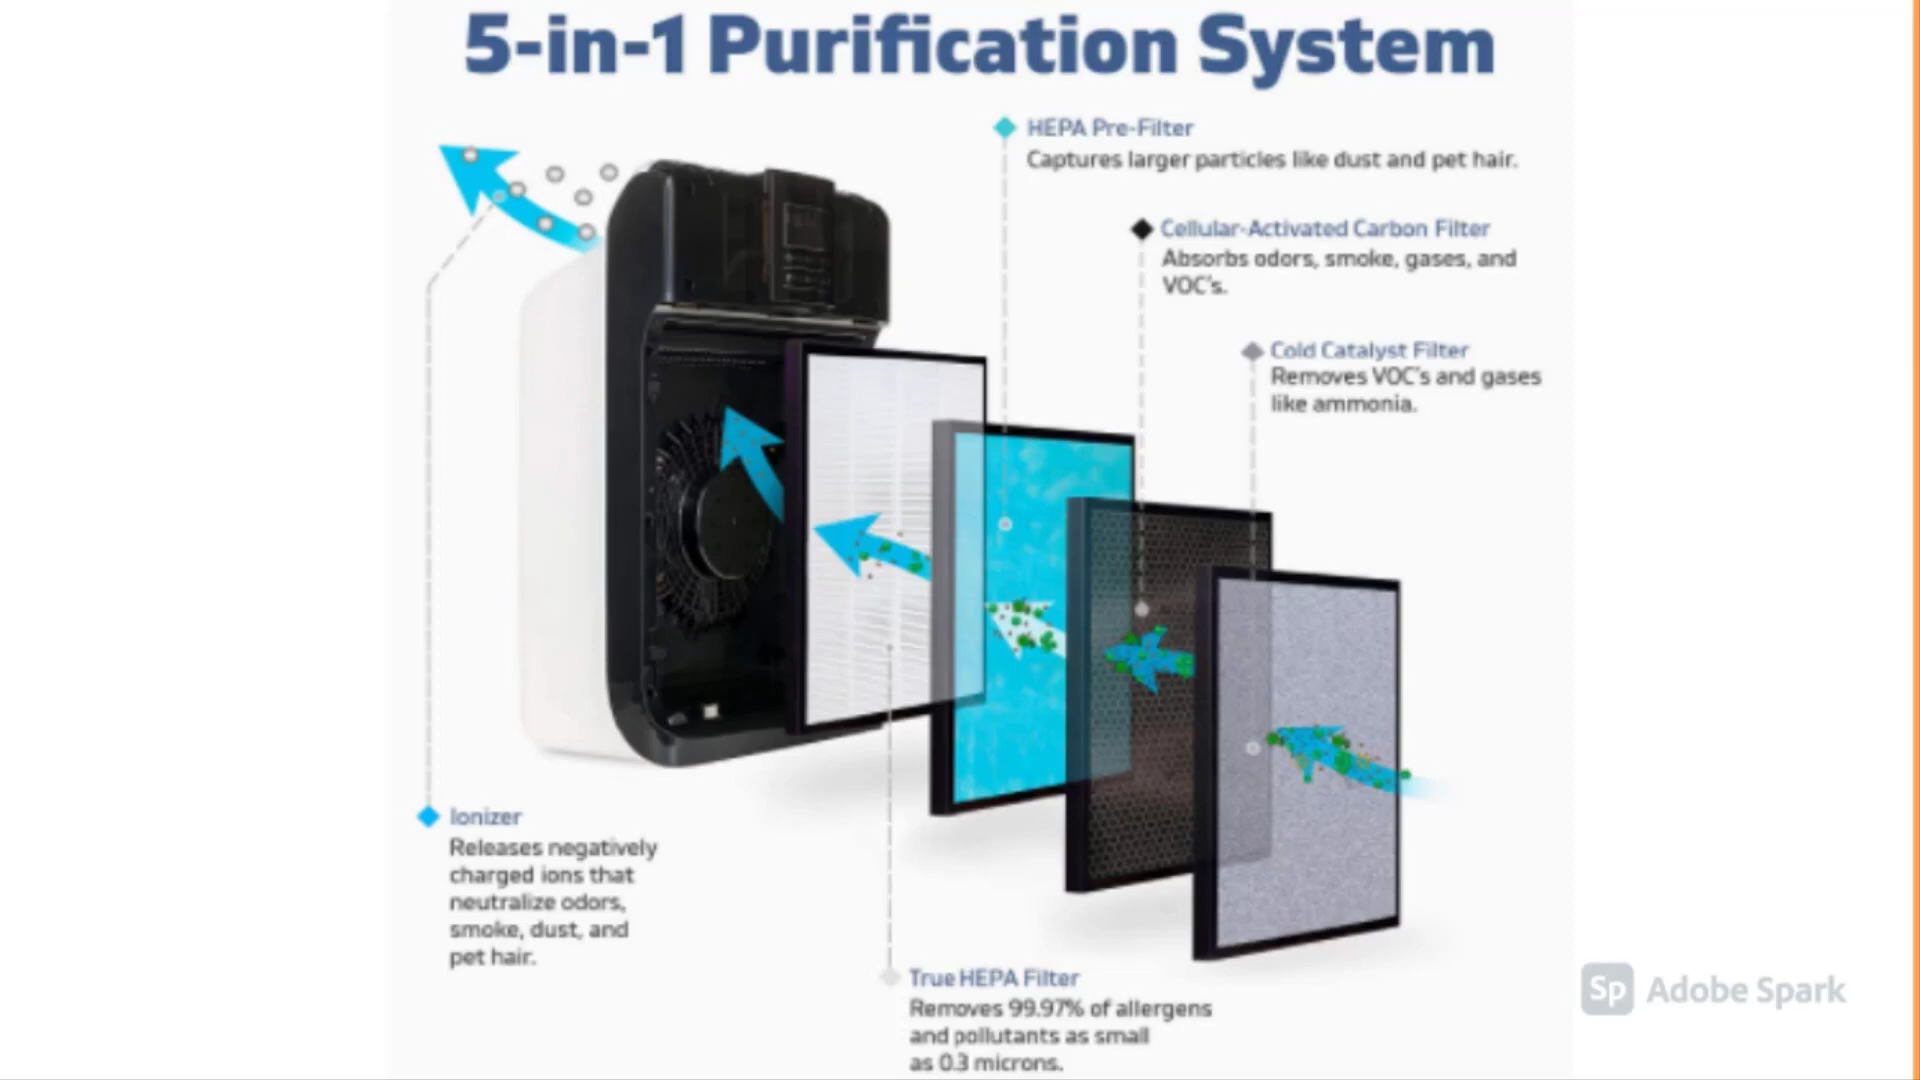 5-in-1 Purification System
HEPA Pre-Filter
Captures larger particles like dust and pet hair.
Cellular-Activated Carbon Filter
Absorbs odors, smoke, gases, and
VOC's.
Cold Catalyst Filter
Removes VOC's and gases
like ammonia.
Ionizer
Releases negatively
charged ions that
neutralize odors,
smoke, dust, and
pet hair.
True HEPA Filter
Removes 99.97% of allergens
and pollutants as small
as 0.3 microns.
Sp Adobe Spark